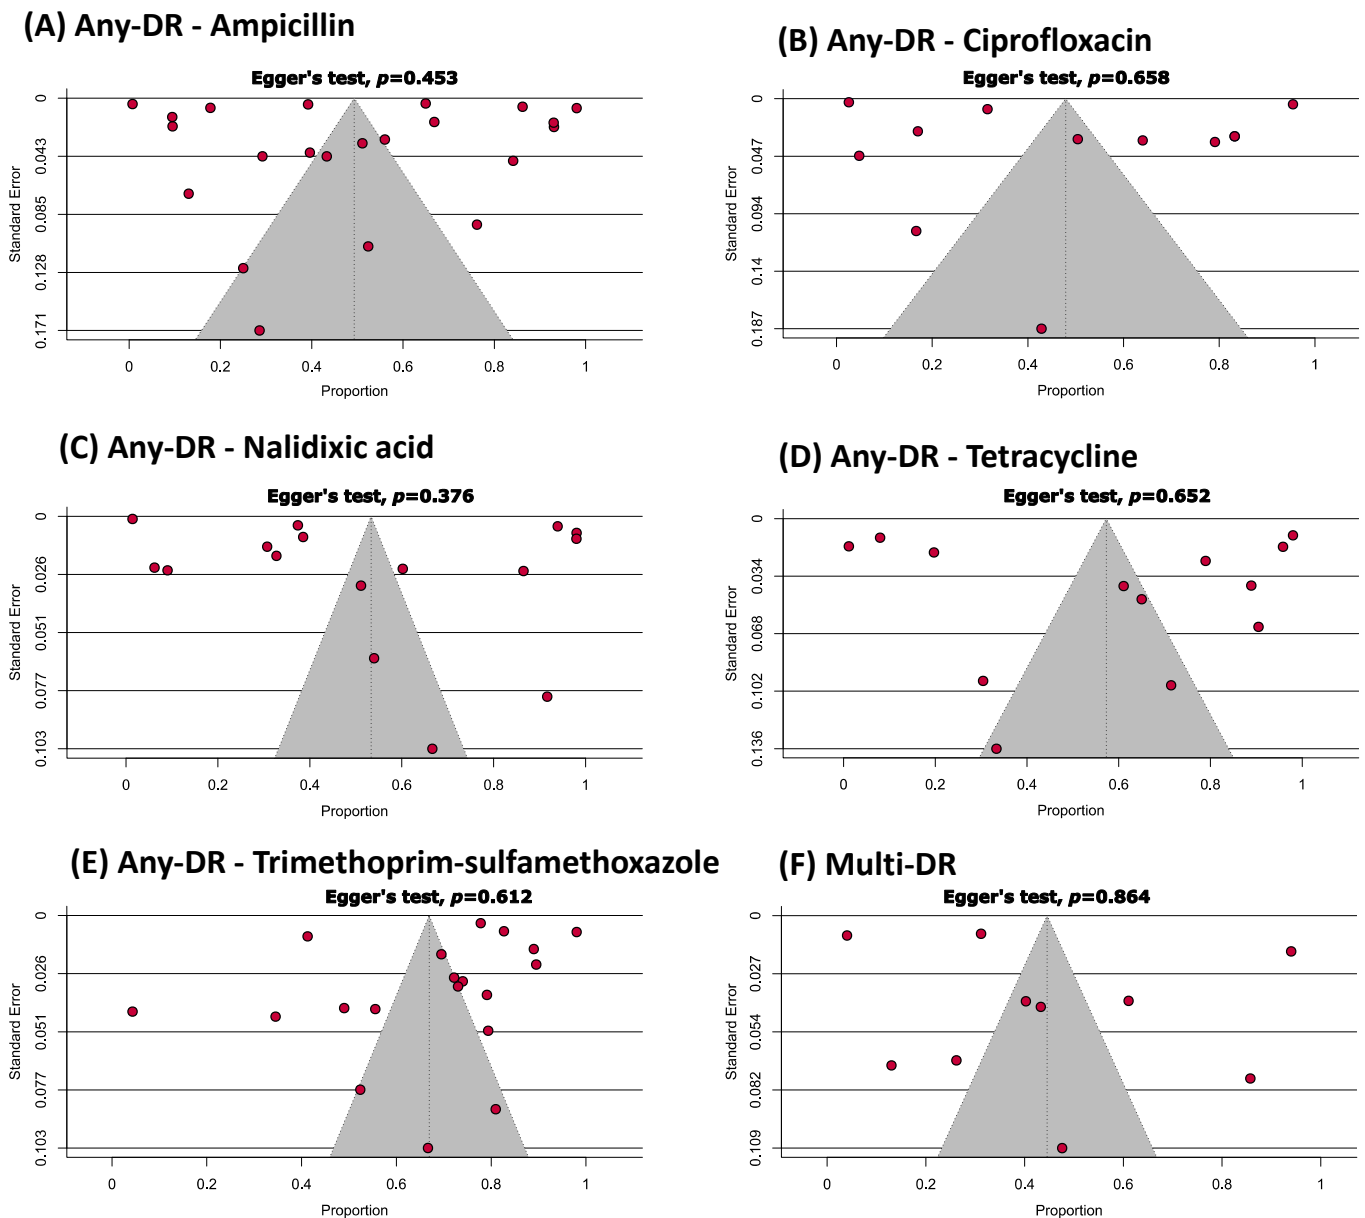 (A) Any-DR - Ampicillin
Egger's test, p=0.453
Standard Error
0
0.043
0.085
0.128
0.171
0
0.2
0.4
0.6
0.8
1
Proportion
(B) Any-DR - Ciprofloxacin
Egger's test, p=0.658
Standard Error
0
0.047
0.094
0.14
0.187
0
0.2
0.4
0.6
0.8
1
Proportion
(C) Any-DR - Nalidixic acid
Egger's test, p=0.376
Standard Error
0
0.026
0.051
0.077
0.103
0
0.2
0.4
0.6
0.8
1
Proportion
(D) Any-DR - Tetracycline
Egger's test, p=0.652
Standard Error
0
0.034
0.068
0.102
0.136
0
0.2
0.4
0.6
0.8
1
Proportion
(E) Any-DR - Trimethoprim-sulfamethoxazole
Egger's test, p=0.612
Standard Error
0
0.026
0.051
0.077
0.103
0
0.2
0.4
0.6
0.8
1
Proportion
(F) Multi-DR
Egger's test, p=0.864
Standard Error
0
0.027
0.054
0.082
0.109
0
0.2
0.4
0.6
0.8
1
Proportion